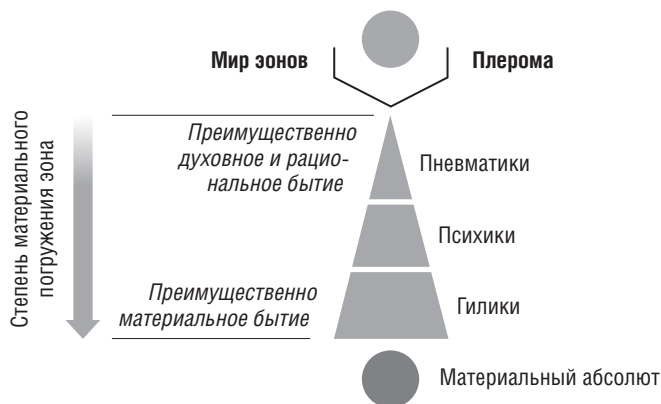 Мир эонов
Плерома
Степень материального
погружения эона
Преимущественно
духовное и рацио-
нальное бытие
Пневматики
Психики
Преимущественно
материальное бытие
Гилики
Материальный абсолют